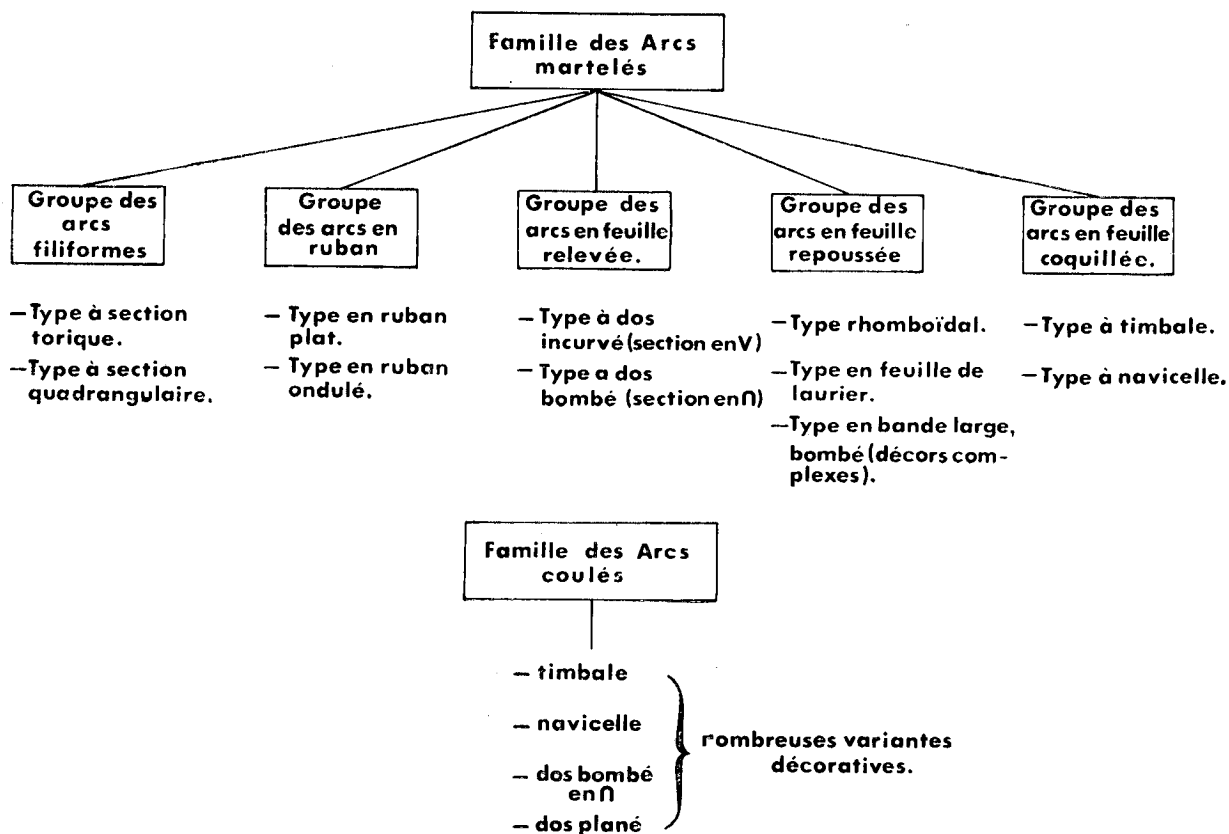 Famille des Arcs
martelés
Groupe des
arcs
filiformes
Groupe
des arcs en
ruban
Groupe des
arcs en feuille
relevée.
Groupe des
arcs en feuille
repoussée
Groupe des
arcs en feuille
coquillée.
— Type à section
torique.
— Type à section
quadrangulaire.
— Type en ruban
plat.
— Type en ruban
ondulé.
— Type à dos
incurvé (section en V)
— Type a dos
bombé (section en ∩)
— Type rhomboïdal.
— Type en feuille de
laurier.
— Type en bande large,
bombé (décors com-
plexes).
— Type à timbale.
— Type à navicelle.
Famille des Arcs
coulés
— timbale
— navicelle
— dos bombé
en ∩
— dos plané
rombreuses variantes
décoratives.